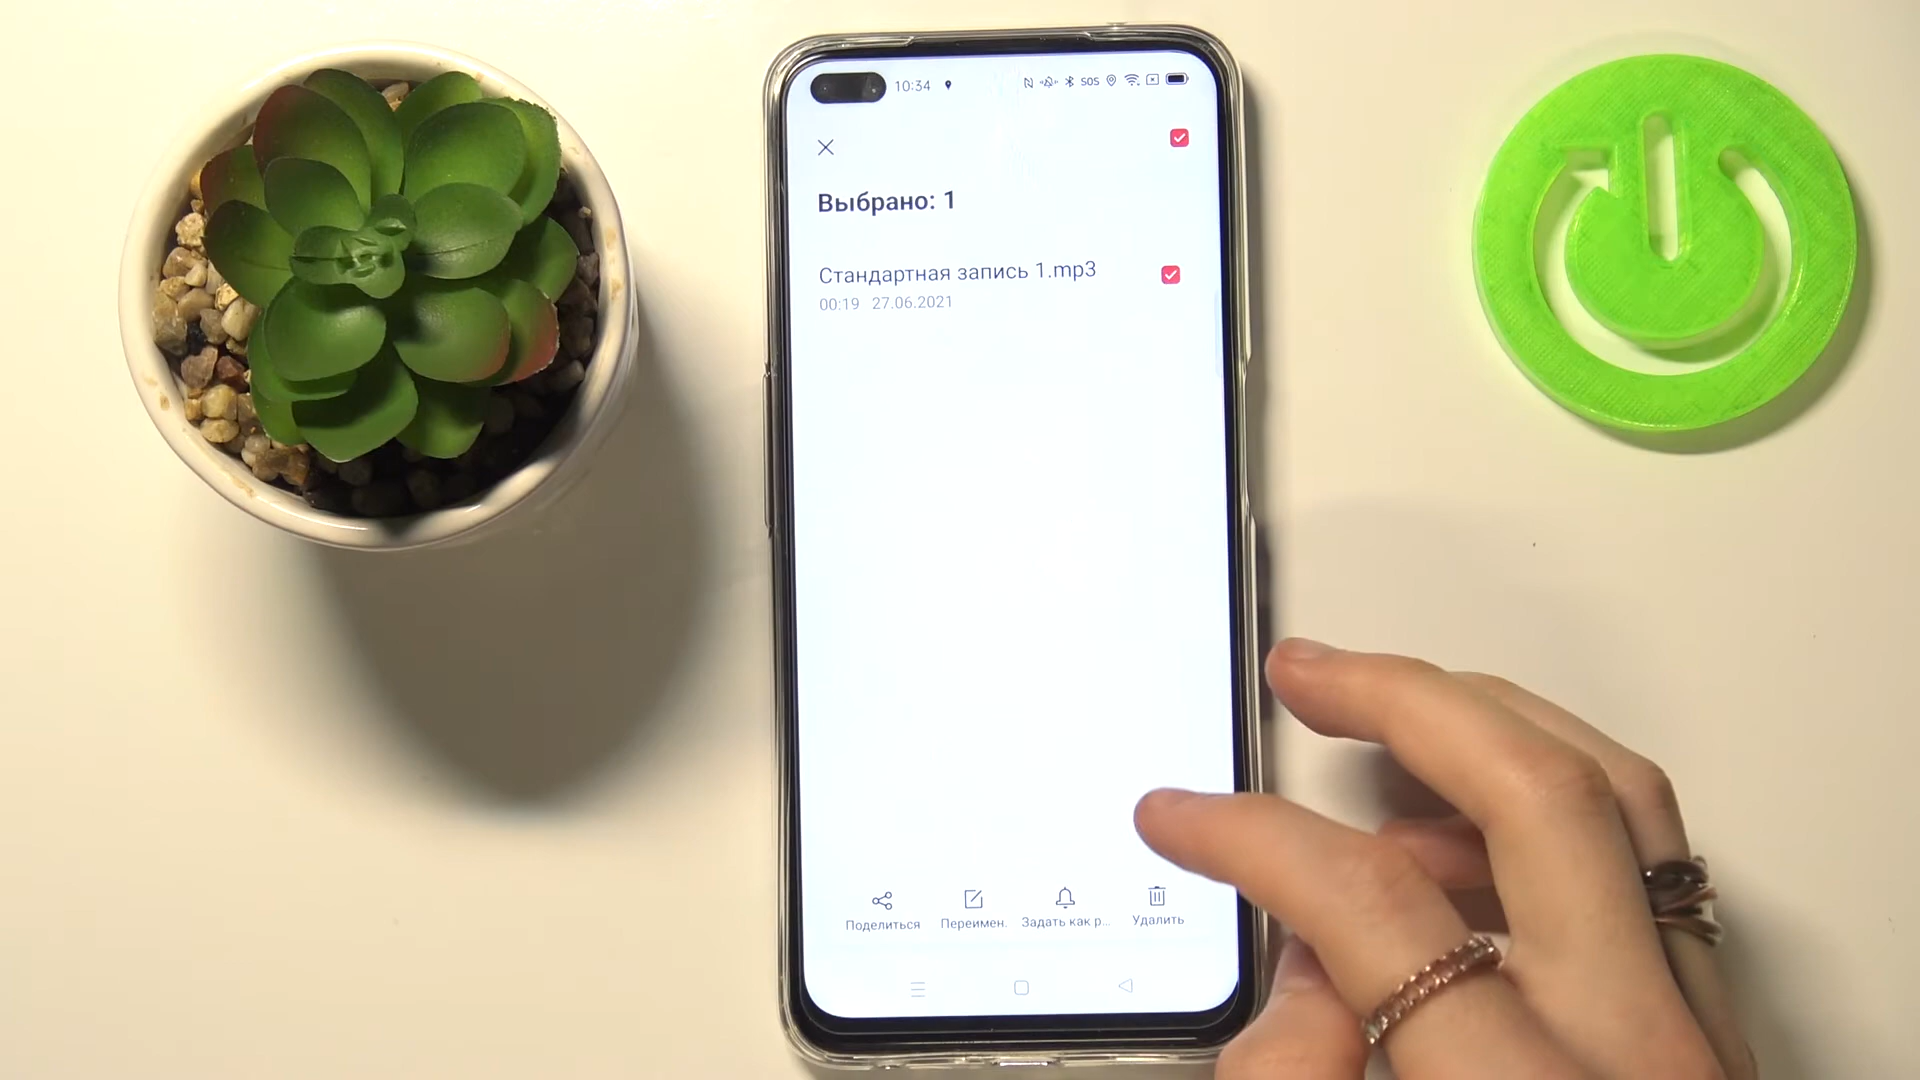 10:34 SOS
Выбрано: 1
Стандартная запись 1.mp3
00:19 27.06.2021
Поделиться Переимен. Задать как р... Удалить